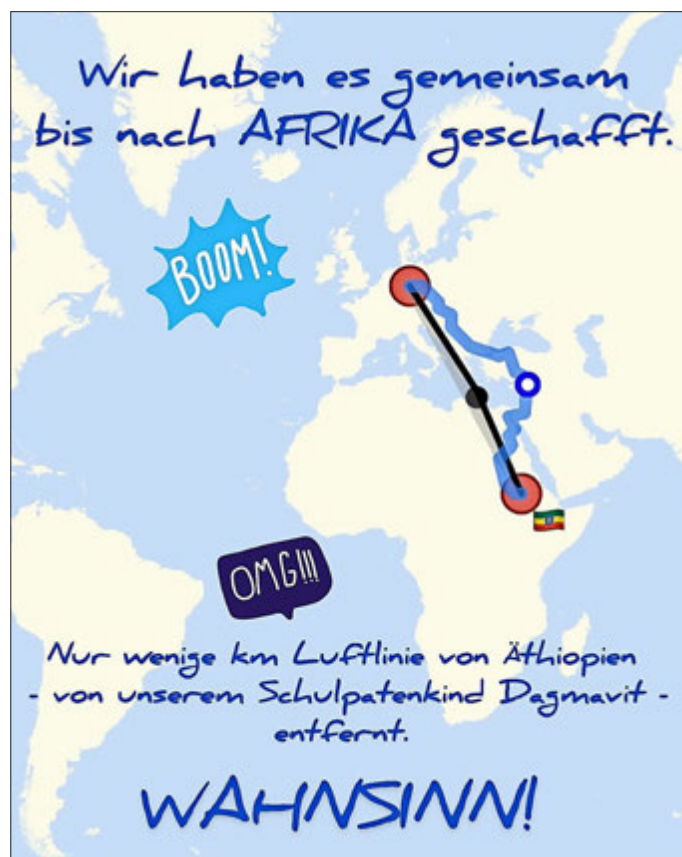 Wir haben es gemeinsam
bis nach AFRIKA geschafft.
BOOM!
OMG!!!
Nur wenige km Luftlinie von Äthiopien
- von unserem Schulpatenkind Dagmavit -
entfernt.
WAHNSINN!